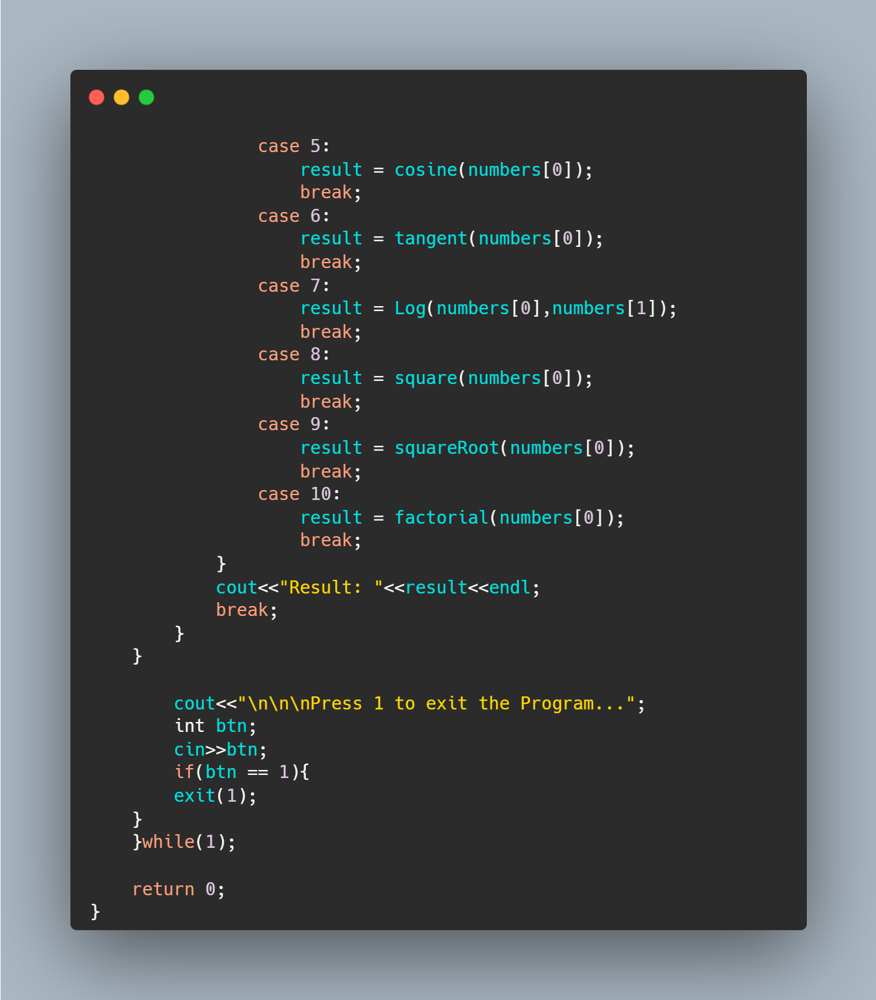 case 5:
result = cosine(numbers[0]);
break;
case 6:
result = tangent(numbers[0]);
break;
case 7:
result = Log(numbers[0],numbers[1]);
break;
case 8:
result = square(numbers[0]);
break;
case 9:
result = squareRoot(numbers[0]);
break;
case 10:
result = factorial(numbers[0]);
break;
}
cout<<"Result: "<<result<<endl;
break;
}
}
cout<<"\n\n\nPress 1 to exit the Program...";
int btn;
cin>>btn;
if(btn == 1){
exit(1);
}
}while(1);
return 0;
}